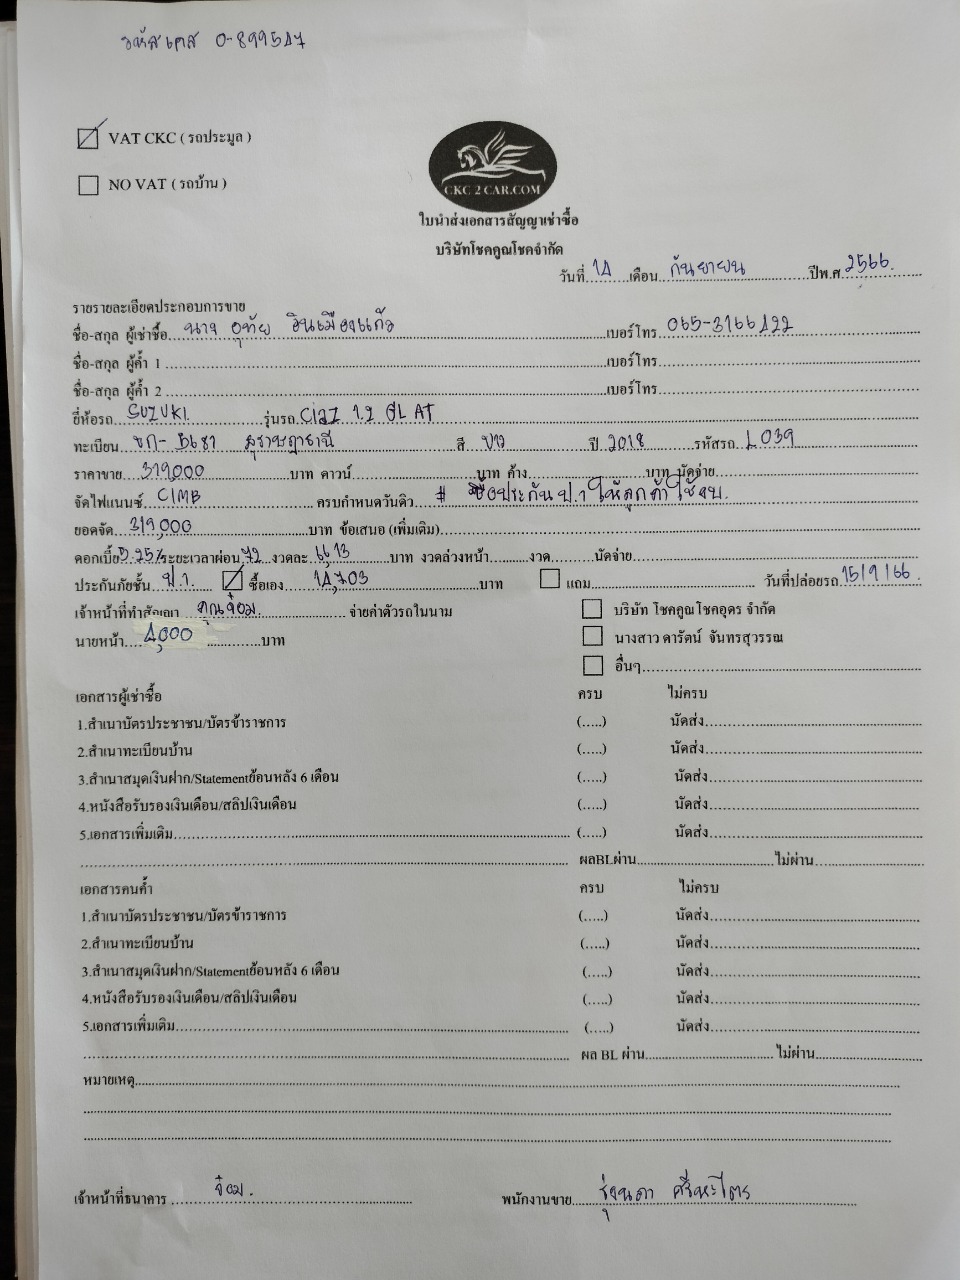 รหัสเคส 0-899547
VAT CKC ( รถประมูล )
NO VAT ( รถบ้าน )
CKC 2 CAR.COM
ใบนำส่งเอกสารสัญญาเช่าซื้อ
บริษัทโชคคูณโชคจำกัด
วันที่ 14 เดือน กันยายน ปีพ.ศ. 2566
รายรายละเอียดประกอบการขาย
ชื่อ-สกุล ผู้เช่าซื้อ นาง อุทัย อินเมืองแก้ว เบอร์โทร 065-3166422
ชื่อ-สกุล ผู้ค้ำ 1 เบอร์โทร
ชื่อ-สกุล ผู้ค้ำ 2 เบอร์โทร
ยี่ห้อรถ SUZUKI รุ่นรถ CIAZ 1.2 GL AT
ทะเบียน ขก-5681 สุราษฎร์ธานี สี ขาว ปี 2018 รหัสรถ L039
ราคาขาย 319,000 บาท ดาวน์ บาท ค้าง บาท นัดจ่าย
จัดไฟแนนซ์ CIMB ครบกำหนดวันดิว # ซื้อประกัน ป.1 ให้ลูกค้าใช้งบ.
ยอดจัด 319,000 บาท ข้อเสนอ (เพิ่มเติม)
ดอกเบี้ย 5.25% ระยะเวลาผ่อน 72 งวดละ 6,613 บาท งวดล่วงหน้า งวด นัดจ่าย
ประกันภัยชั้น ป.1. ซื้อเอง 14,703 บาท แถม วันที่ปล่อยรถ 15/9/66
เจ้าหน้าที่ทำสัญญา คุณจ๋อม จ่ายค่าตัวรถในนาม บริษัท โชคคูณโชคอุดร จำกัด
นายหน้า 4,000 บาท นางสาว ดารัตน์ จันทรสุวรรณ
อื่นๆ
เอกสารผู้เช่าซื้อ ครบ ไม่ครบ
1.สำเนาบัตรประชาชน/บัตรข้าราชการ (.....) นัดส่ง
2.สำเนาทะเบียนบ้าน (.....) นัดส่ง
3.สำเนาสมุดเงินฝาก/Statementย้อนหลัง 6 เดือน (.....) นัดส่ง
4.หนังสือรับรองเงินเดือน/สลิปเงินเดือน (.....) นัดส่ง
5.เอกสารเพิ่มเติม (.....) นัดส่ง
ผลBLผ่าน ไม่ผ่าน
เอกสารคนค้ำ ครบ ไม่ครบ
1.สำเนาบัตรประชาชน/บัตรข้าราชการ (.....) นัดส่ง
2.สำเนาทะเบียนบ้าน (.....) นัดส่ง
3.สำเนาสมุดเงินฝาก/Statementย้อนหลัง 6 เดือน (.....) นัดส่ง
4.หนังสือรับรองเงินเดือน/สลิปเงินเดือน (.....) นัดส่ง
5.เอกสารเพิ่มเติม (.....) นัดส่ง
ผล BL ผ่าน ไม่ผ่าน
หมายเหตุ
เจ้าหน้าที่ธนาคาร จ๋อม. พนักงานขาย